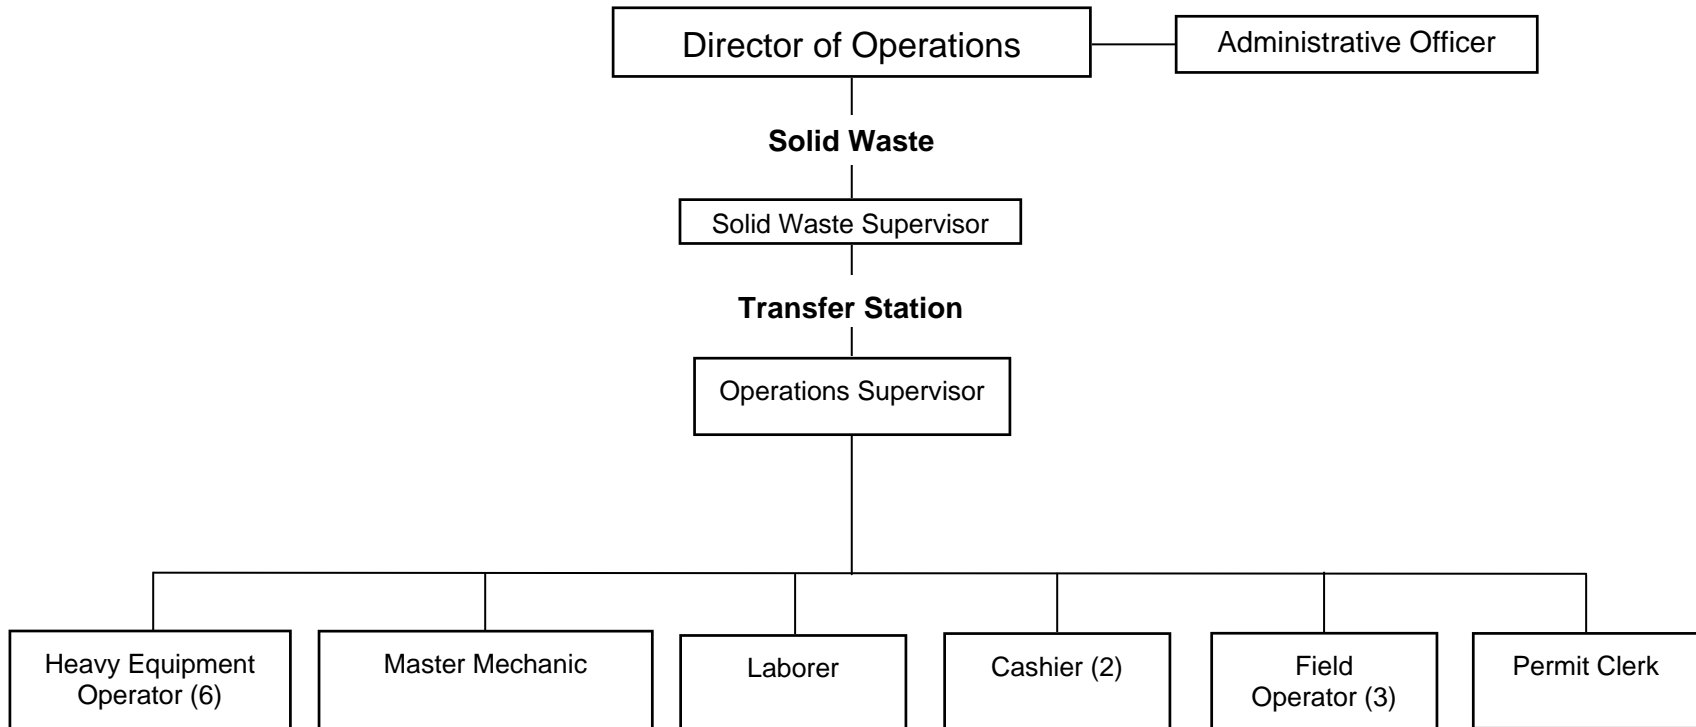 Director of Operations
Administrative Officer
Solid Waste
Solid Waste Supervisor
Transfer Station
Operations Supervisor
Heavy Equipment
Operator (6)
Master Mechanic
Laborer
Cashier (2)
Field
Operator (3)
Permit Clerk